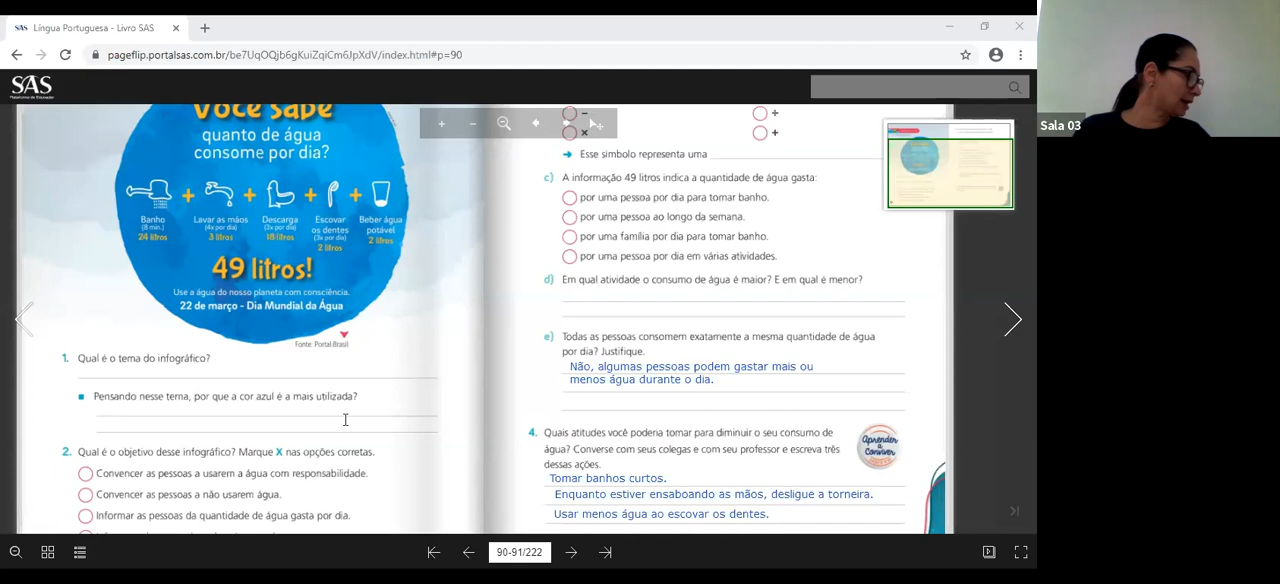 Língua Portuguesa - Livro SAS
pageflip.portalsas.com.br/be7UqOQjb6gKuiZqiCm6JpXdV/index.html#p=90
SAS
Plataforma de Educação
Sala 03
Você sabe
quanto de água
consome por dia?
Banho
(8 min.)
24 litros
Lavar as mãos
(4x por dia)
3 litros
Descarga
(3x por dia)
18 litros
Escovar
os dentes
(3x por dia)
2 litros
Beber água
potável
2 litros
49 litros!
Use a água do nosso planeta com consciência.
22 de março - Dia Mundial da Água
Fonte: Portal Brasil
1. Qual é o tema do infográfico?
Pensando nesse tema, por que a cor azul é a mais utilizada?
2. Qual é o objetivo desse infográfico? Marque X nas opções corretas.
Convencer as pessoas a usarem a água com responsabilidade.
Convencer as pessoas a não usarem água.
Informar as pessoas da quantidade de água gasta por dia.
− ÷
× +
Esse símbolo representa uma
c) A informação 49 litros indica a quantidade de água gasta:
por uma pessoa por dia para tomar banho.
por uma pessoa ao longo da semana.
por uma família por dia para tomar banho.
por uma pessoa por dia em várias atividades.
d) Em qual atividade o consumo de água é maior? E em qual é menor?
e) Todas as pessoas consomem exatamente a mesma quantidade de água
por dia? Justifique.
Não, algumas pessoas podem gastar mais ou
menos água durante o dia.
4. Quais atitudes você poderia tomar para diminuir o seu consumo de
água? Converse com seus colegas e com seu professor e escreva três
dessas ações.
Aprender
a
Conviver
Tomar banhos curtos.
Enquanto estiver ensaboando as mãos, desligue a torneira.
Usar menos água ao escovar os dentes.
90-91/222